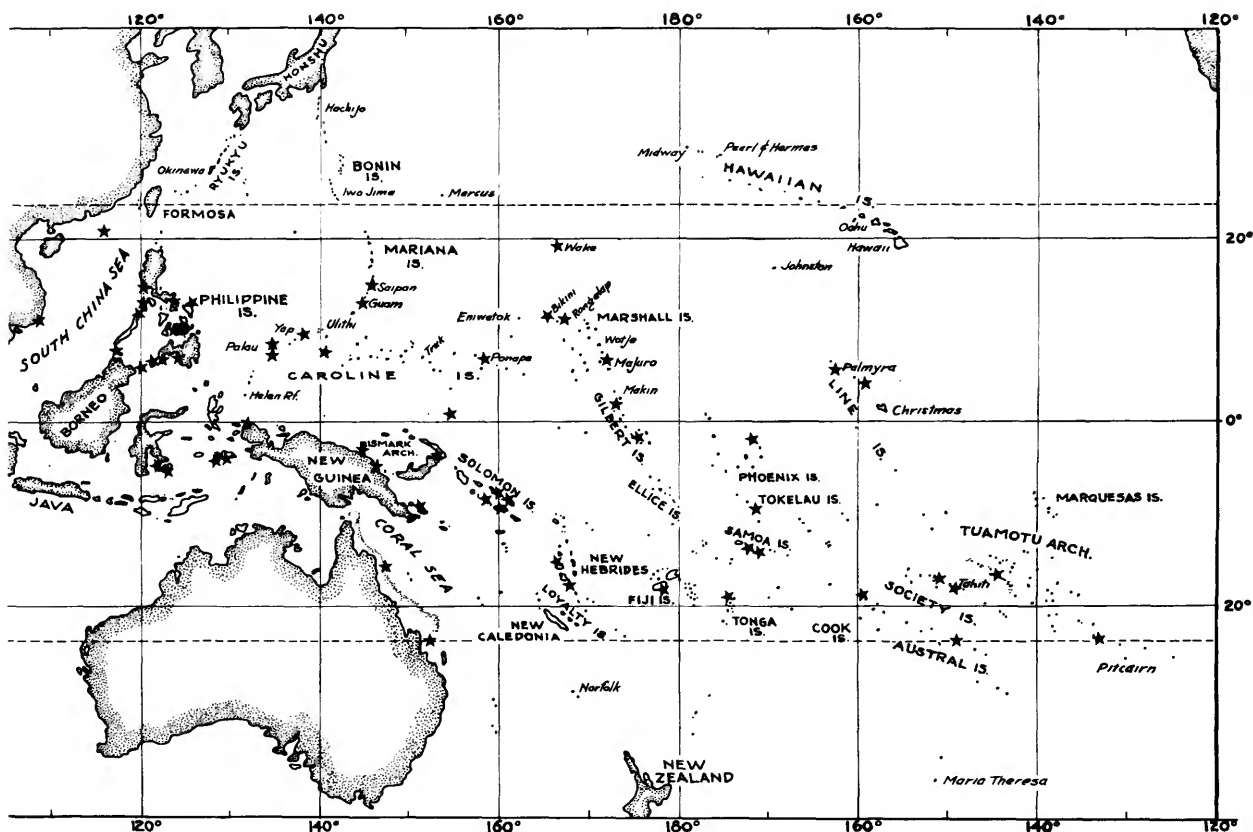 120° 140° 160° 180° 160° 140° 120°
HONSHU
Hachijo
RYUKYU
IS.
Okinawa
BONIN
IS.
Iwo Jima
Marcus
Midway
Pearl & Hermes
HAWAIIAN
IS.
FORMOSA
Oahu
Hawaii
20°
MARIANA
IS.
Wake
Johnston
SOUTH CHINA SEA
Saipan
Guam
PHILIPPINE
IS.
Bikini
Rongelap
Eniwetok
MARSHALL IS.
Yap
Ulithi
Wotje
Palau
Truk
Ponape
Majuro
Palmyra
CAROLINE IS.
Makin
LINE
IS
Christmas
Helen Rf.
BORNEO
GILBERT IS.
0°
BISMARK
ARCH.
NEW
GUINEA
SOLOMON IS.
PHOENIX IS.
ELLICE IS.
TOKELAU IS.
MARQUESAS IS.
JAVA
CORAL SEA
SAMOA IS.
TUAMOTU ARCH.
NEW
HEBRIDES
Tahiti
FIJI IS.
SOCIETY
IS.
LOYALTY IS.
20°
NEW
CALEDONIA
TONGA
IS.
COOK
IS.
AUSTRAL IS.
Pitcairn
Norfolk
NEW
ZEALAND
Maria Theresa
120° 140° 160° 180° 160° 140° 120°